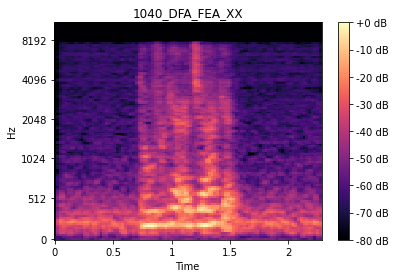 1040_DFA_FEA_XX
8192
4096
2048
1024
512
0
Hz
0 0.5 1 1.5 2
Time
+0 dB
-10 dB
-20 dB
-30 dB
-40 dB
-50 dB
-60 dB
-70 dB
-80 dB